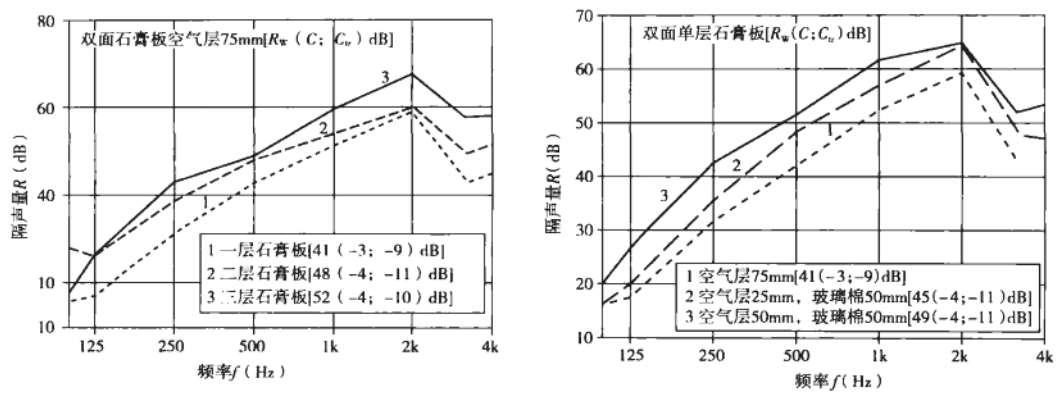 双面石膏板空气层75mm[Rw(C; Ctr)dB]
80
60
40
10
10
隔声量R(dB)
3
2
1
1 一层石膏板[41(-3; -9)dB]
2 二层石膏板[48(-4; -11)dB]
3 三层石膏板[52(-4; -10)dB]
125 250 500 1k 2k 4k
频率f(Hz)
双面单层石膏板[Rw(C;Ctr)dB]
70
60
50
40
30
20
10
隔声量R(dB)
1
2
3
1 空气层75mm[41(-3;-9)dB]
2 空气层25mm, 玻璃棉50mm[45(-4;-11)dB]
3 空气层50mm, 玻璃棉50mm[49(-4;-11)dB]
125 250 500 1k 2k 4k
频率f(Hz)